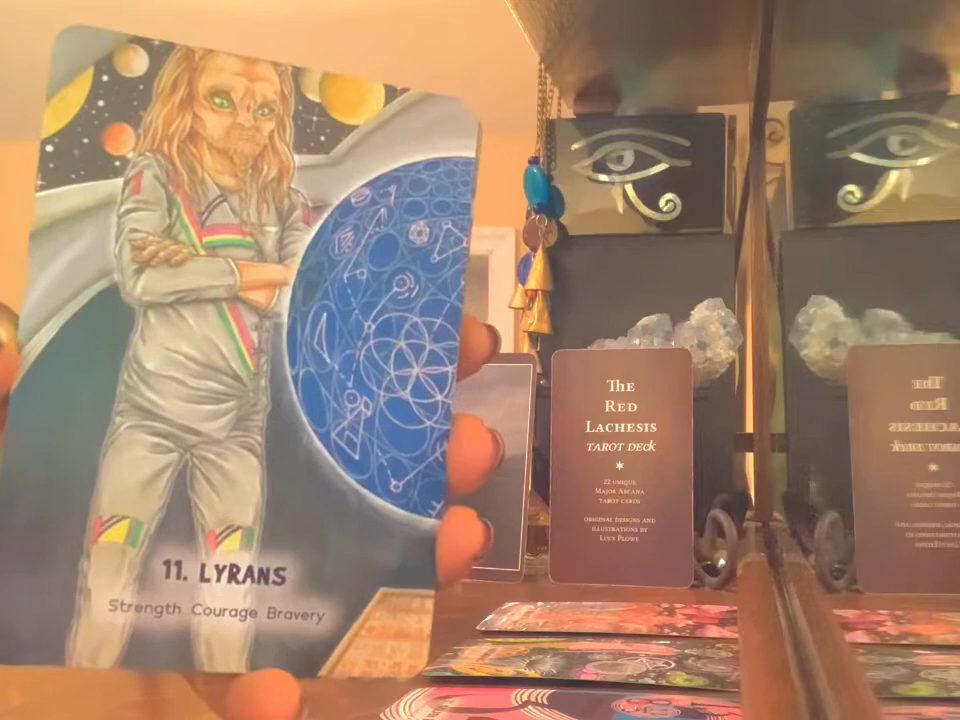 11. LYRANS
Strength. Courage. Bravery
The
Red
Lachesis
Tarot Deck
22 unique
Major Arcana
tarot cards
original designs and
illustrations by
Lucy Plowe